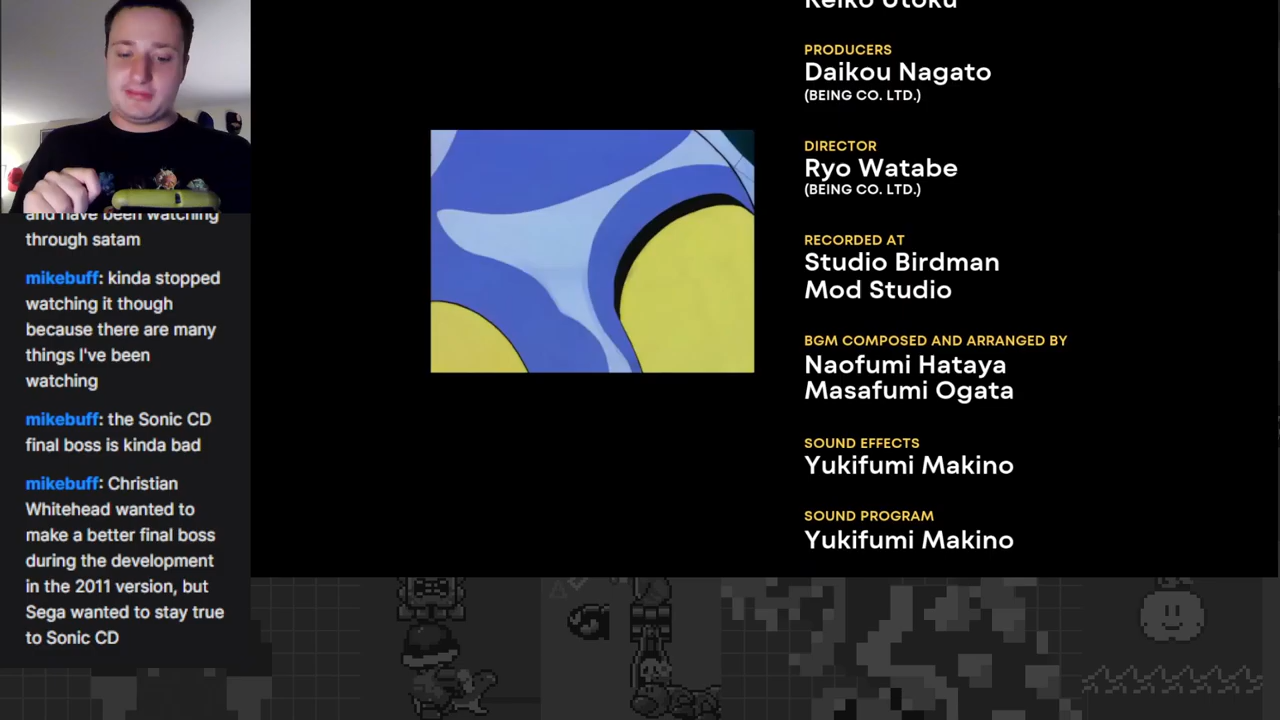 and have been watching
through satam
mikebuff: kinda stopped
watching it though
because there are many
things I've been
watching
mikebuff: the Sonic CD
final boss is kinda bad
mikebuff: Christian
Whitehead wanted to
make a better final boss
during the development
in the 2011 version, but
Sega wanted to stay true
to Sonic CD
Keiko Utoku
PRODUCERS
Daikou Nagato
(BEING CO. LTD.)
DIRECTOR
Ryo Watabe
(BEING CO. LTD.)
RECORDED AT
Studio Birdman
Mod Studio
BGM COMPOSED AND ARRANGED BY
Naofumi Hataya
Masafumi Ogata
SOUND EFFECTS
Yukifumi Makino
SOUND PROGRAM
Yukifumi Makino